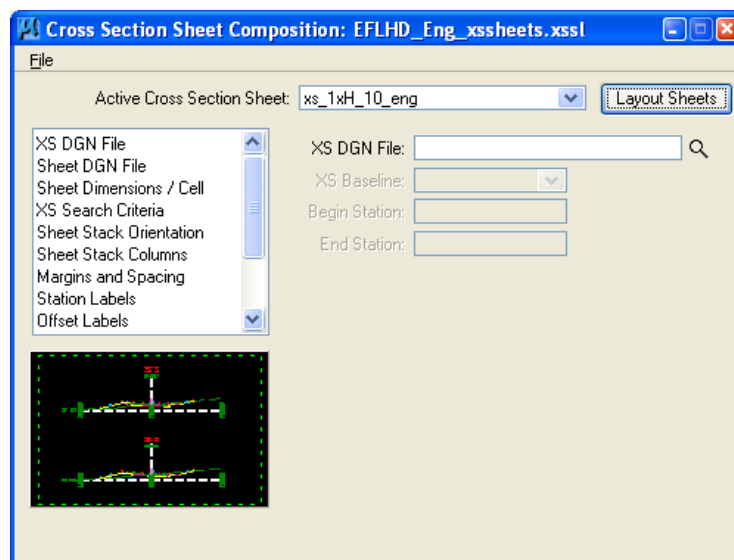 Cross Section Sheet Composition: EFLHD_Eng_xssheets.xssl
File
Active Cross Section Sheet: xs_1xH_10_eng Layout Sheets
XS DGN File
Sheet DGN File
Sheet Dimensions / Cell
XS Search Criteria
Sheet Stack Orientation
Sheet Stack Columns
Margins and Spacing
Station Labels
Offset Labels
XS DGN File:
XS Baseline:
Begin Station:
End Station: